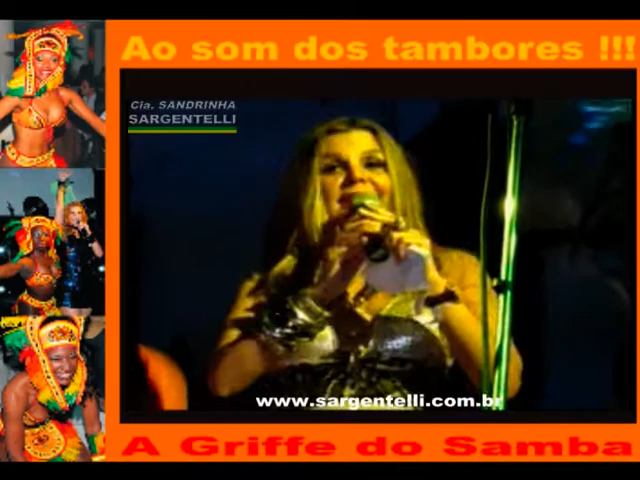 Ao som dos tambores !!!
Cia. SANDRINHA
SARGENTELLI
www.sargentelli.com.br
A Griffe do Samba